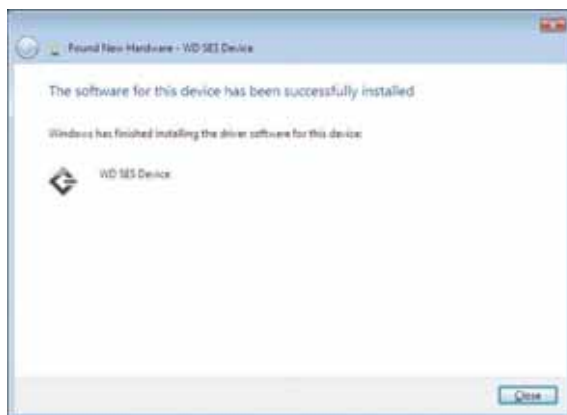 Found New Hardware - WD SES Device
The software for this device has been successfully installed
Windows has finished installing the driver software for this device:
WD SES Device
Close